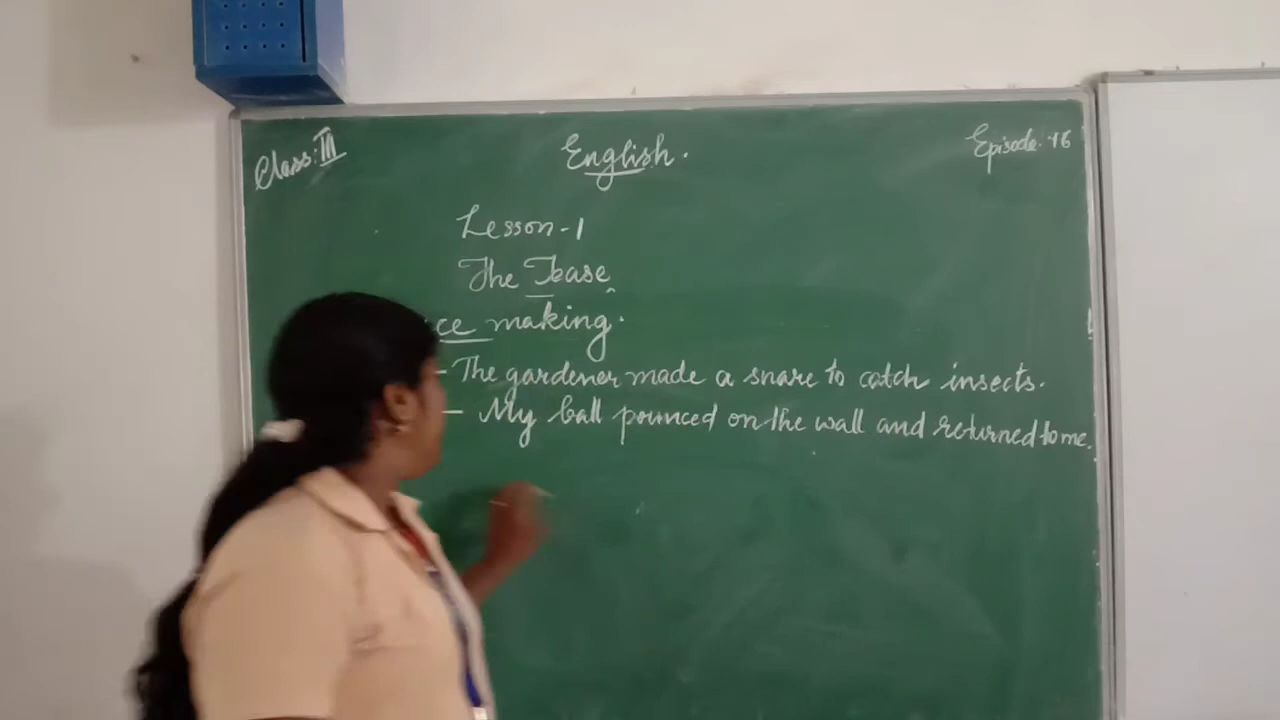 Class: III
English.
Episode: 16
Lesson-1
The Tease
ce making.
- The gardener made a snare to catch insects.
- My ball pounced on the wall and returned to me.